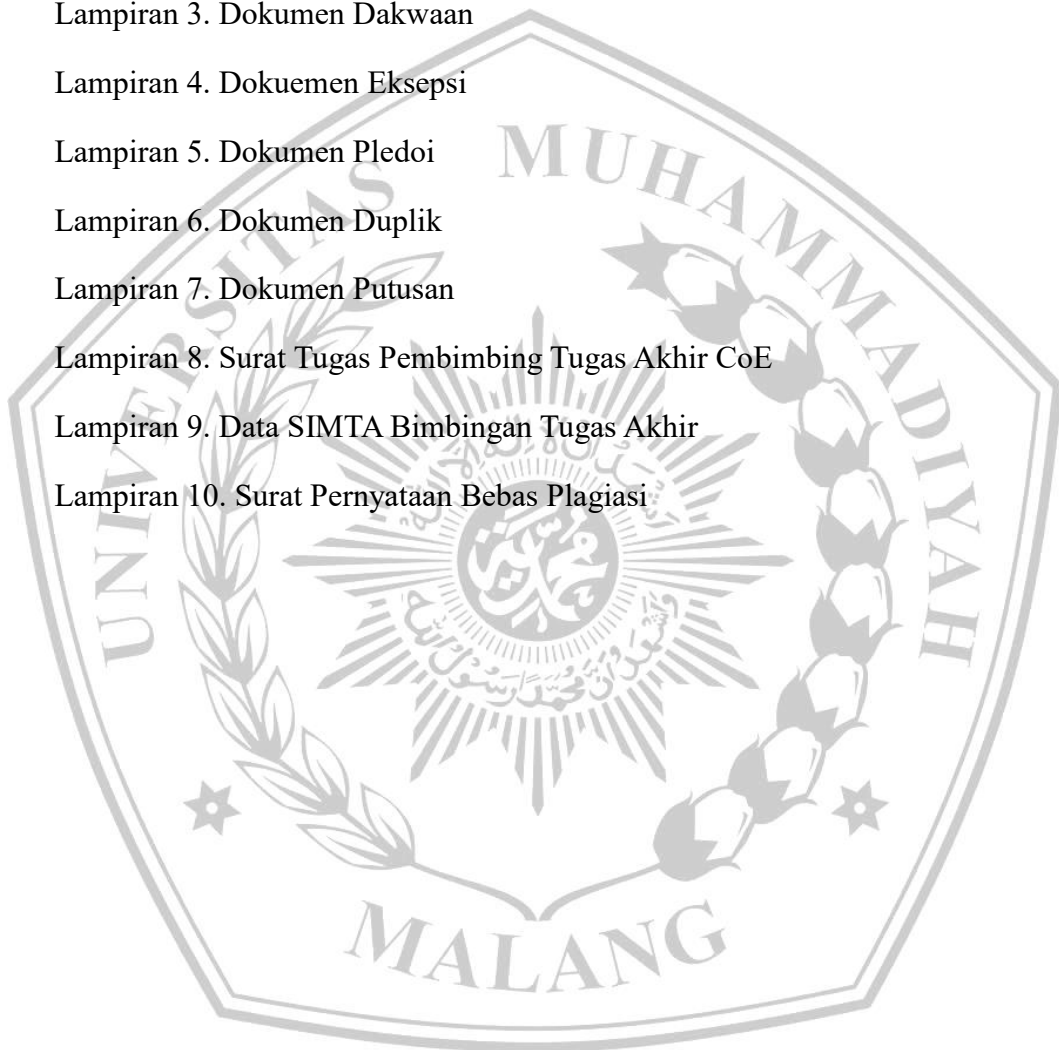 Lampiran 3. Dokumen Dakwaan
Lampiran 4. Dokuemen Eksepsi
Lampiran 5. Dokumen Pledoi
Lampiran 6. Dokumen Duplik
Lampiran 7. Dokumen Putusan
Lampiran 8. Surat Tugas Pembimbing Tugas Akhir CoE
Lampiran 9. Data SIMTA Bimbingan Tugas Akhir
Lampiran 10. Surat Pernyataan Bebas Plagiasi
UNIVERSITAS MUHAMMADIYAH
MALANG